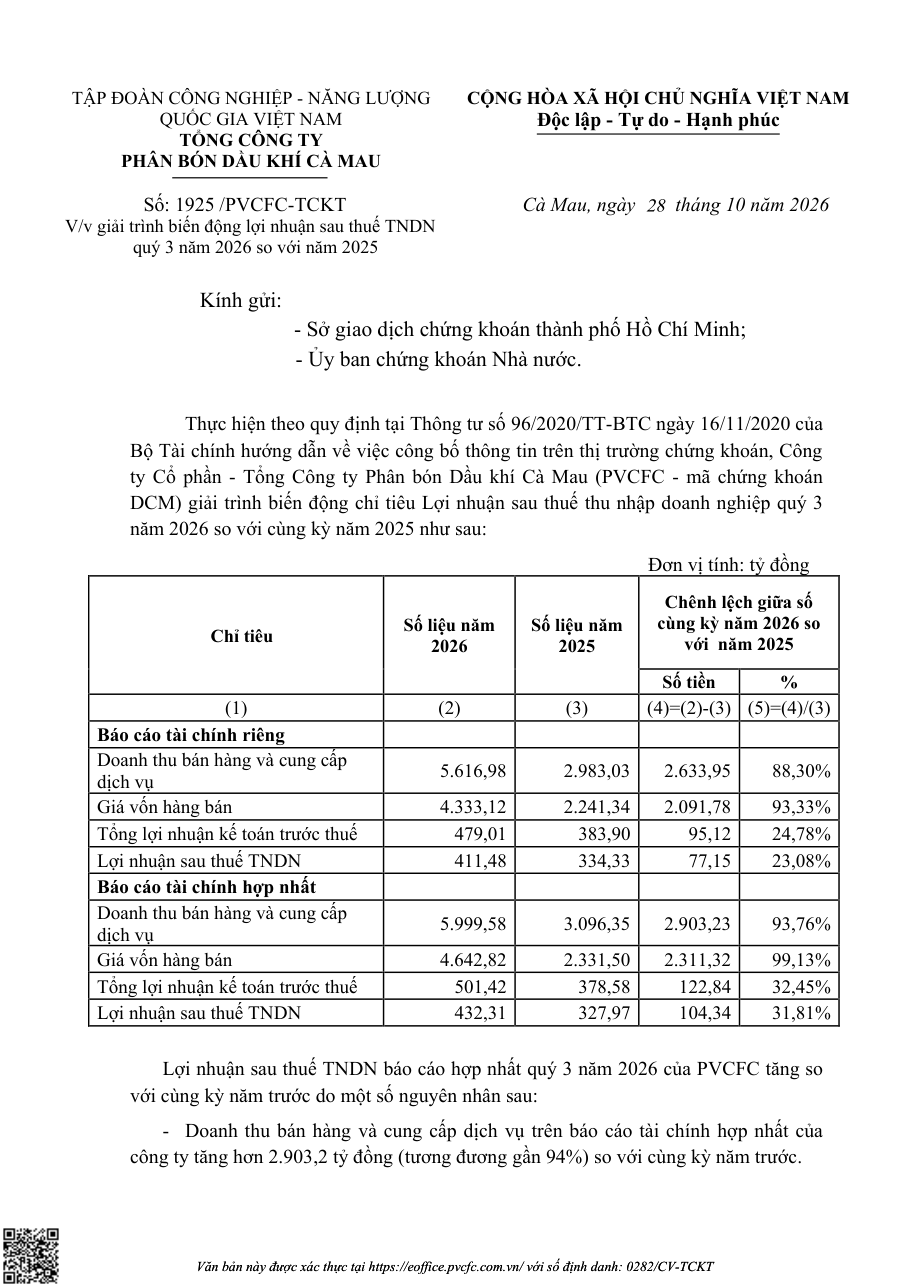 TẬP ĐOÀN CÔNG NGHIỆP - NĂNG LƯỢNG
QUỐC GIA VIỆT NAM
TỔNG CÔNG TY
PHÂN BÓN DẦU KHÍ CÀ MAU
CỘNG HÒA XÃ HỘI CHỦ NGHĨA VIỆT NAM
Độc lập - Tự do - Hạnh phúc
Số: 1925 /PVCFC-TCKT
V/v giải trình biến động lợi nhuận sau thuế TNDN
quý 3 năm 2026 so với năm 2025
Cà Mau, ngày 28 tháng 10 năm 2026
Kính gửi:
- Sở giao dịch chứng khoán thành phố Hồ Chí Minh;
- Ủy ban chứng khoán Nhà nước.
Thực hiện theo quy định tại Thông tư số 96/2020/TT-BTC ngày 16/11/2020 của
Bộ Tài chính hướng dẫn về việc công bố thông tin trên thị trường chứng khoán, Công
ty Cổ phần - Tổng Công ty Phân bón Dầu khí Cà Mau (PVCFC - mã chứng khoán
DCM) giải trình biến động chỉ tiêu Lợi nhuận sau thuế thu nhập doanh nghiệp quý 3
năm 2026 so với cùng kỳ năm 2025 như sau:
Đơn vị tính: tỷ đồng
Chỉ tiêu
Số liệu năm
2026
Số liệu năm
2025
Chênh lệch giữa số
cùng kỳ năm 2026 so
với năm 2025
Số tiền %
(1) (2) (3) (4)=(2)-(3) (5)=(4)/(3)
Báo cáo tài chính riêng
Doanh thu bán hàng và cung cấp
dịch vụ 5.616,98 2.983,03 2.633,95 88,30%
Giá vốn hàng bán 4.333,12 2.241,34 2.091,78 93,33%
Tổng lợi nhuận kế toán trước thuế 479,01 383,90 95,12 24,78%
Lợi nhuận sau thuế TNDN 411,48 334,33 77,15 23,08%
Báo cáo tài chính hợp nhất
Doanh thu bán hàng và cung cấp
dịch vụ 5.999,58 3.096,35 2.903,23 93,76%
Giá vốn hàng bán 4.642,82 2.331,50 2.311,32 99,13%
Tổng lợi nhuận kế toán trước thuế 501,42 378,58 122,84 32,45%
Lợi nhuận sau thuế TNDN 432,31 327,97 104,34 31,81%
Lợi nhuận sau thuế TNDN báo cáo hợp nhất quý 3 năm 2026 của PVCFC tăng so
với cùng kỳ năm trước do một số nguyên nhân sau:
- Doanh thu bán hàng và cung cấp dịch vụ trên báo cáo tài chính hợp nhất của
công ty tăng hơn 2.903,2 tỷ đồng (tương đương gần 94%) so với cùng kỳ năm trước.
Văn bản này được xác thực tại https://eoffice.pvcfc.com.vn/ với số định danh: 0282/CV-TCKT